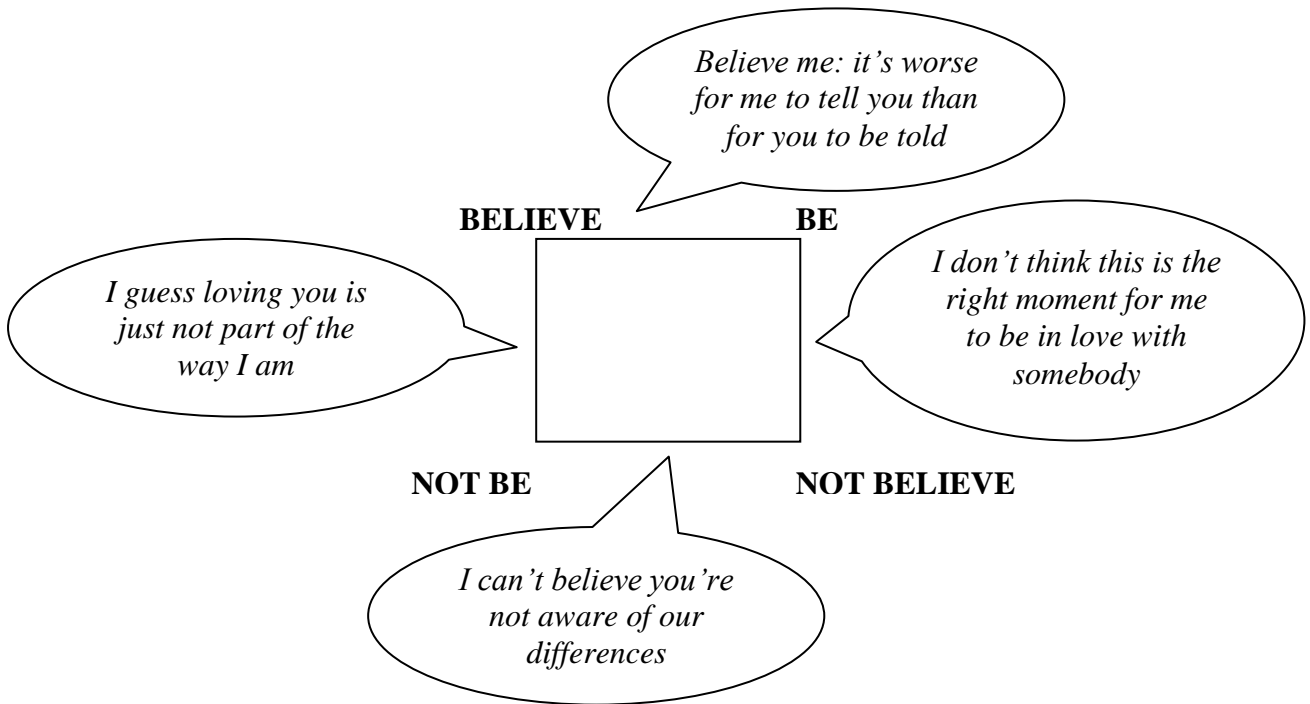 Believe me: it’s worse
for me to tell you than
for you to be told
BELIEVE
BE
I guess loving you is
just not part of the
way I am
I don’t think this is the
right moment for me
to be in love with
somebody
NOT BE
NOT BELIEVE
I can’t believe you’re
not aware of our
differences